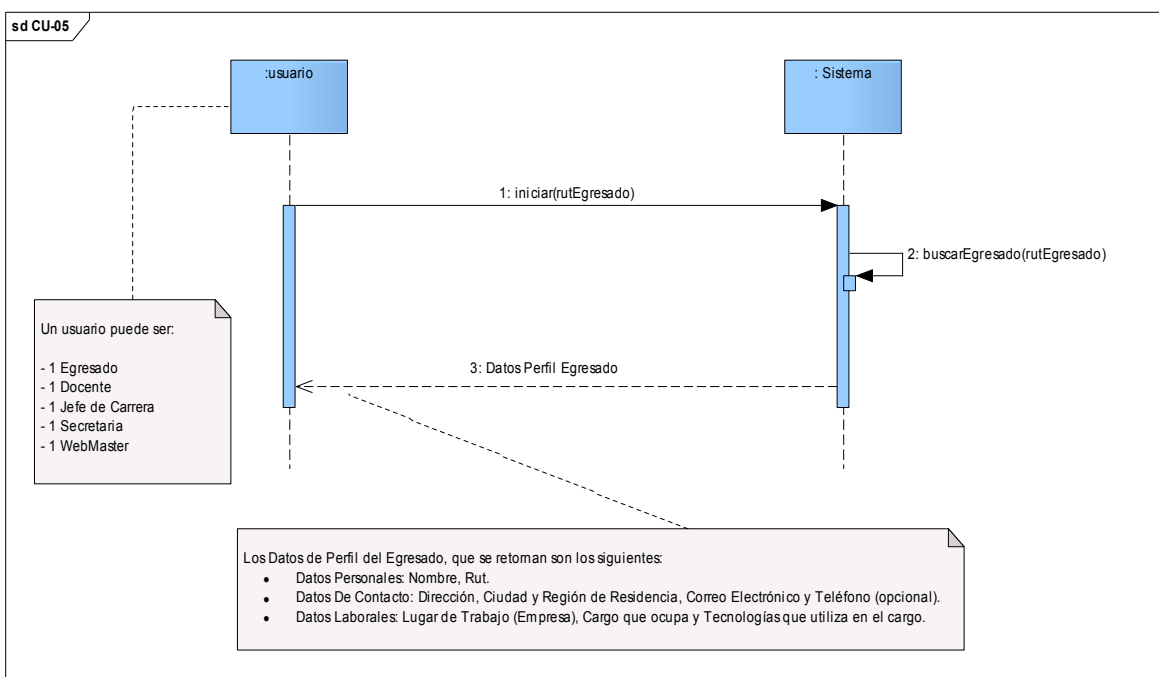 sd CU-05
:usuario
: Sistema
1: iniciar(rutEgresado)
2: buscarEgresado(rutEgresado)
3: Datos Perfil Egresado
Un usuario puede ser:
- 1 Egresado
- 1 Docente
- 1 Jefe de Carrera
- 1 Secretaria
- 1 WebMaster
Los Datos de Perfil del Egresado, que se retornan son los siguientes:
• Datos Personales: Nombre, Rut.
• Datos De Contacto: Dirección, Ciudad y Región de Residencia, Correo Electrónico y Teléfono (opcional).
• Datos Laborales: Lugar de Trabajo (Empresa), Cargo que ocupa y Tecnologías que utiliza en el cargo.